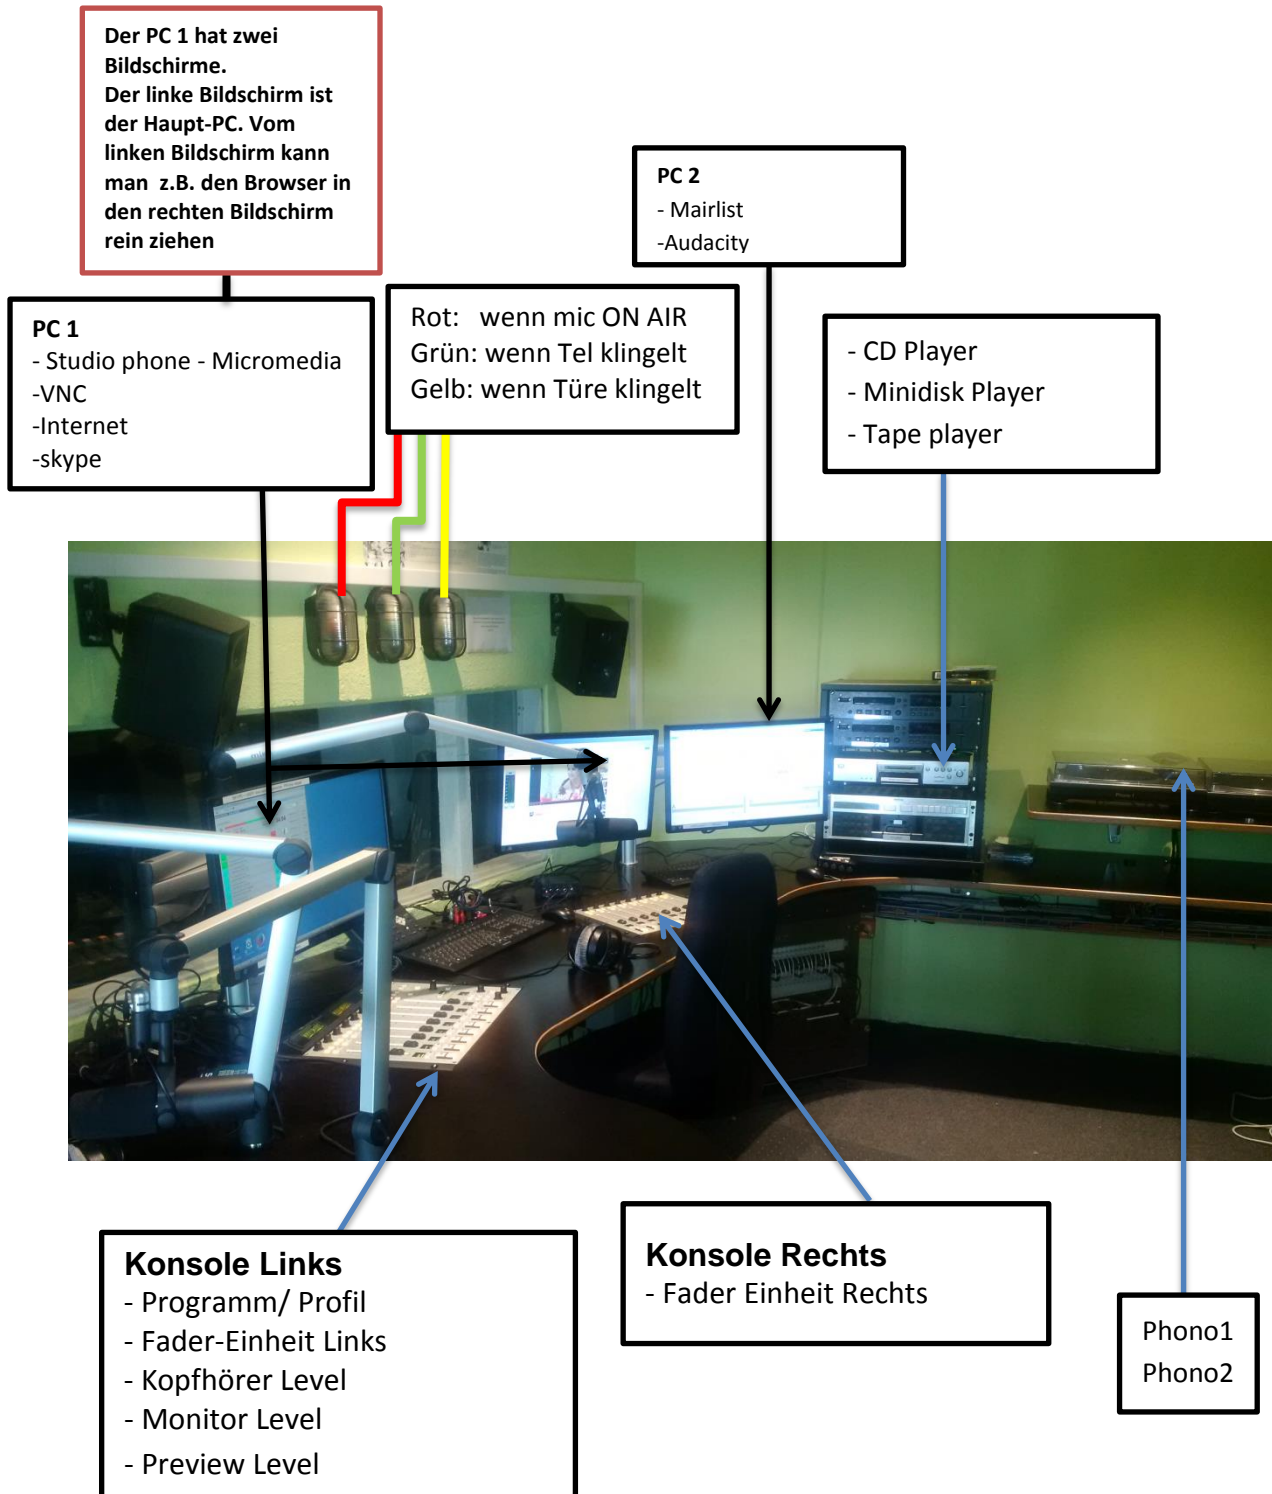 Der PC 1 hat zwei
Bildschirme.
Der linke Bildschirm ist
der Haupt-PC. Vom
linken Bildschirm kann
man z.B. den Browser in
den rechten Bildschirm
rein ziehen
PC 2
- Mairlist
-Audacity
PC 1
- Studio phone - Micromedia
-VNC
-Internet
-skype
Rot: wenn mic ON AIR
Grün: wenn Tel klingelt
Gelb: wenn Türe klingelt
- CD Player
- Minidisk Player
- Tape player
Konsole Links
- Programm/ Profil
- Fader-Einheit Links
- Kopfhörer Level
- Monitor Level
- Preview Level
Konsole Rechts
- Fader Einheit Rechts
Phono1
Phono2